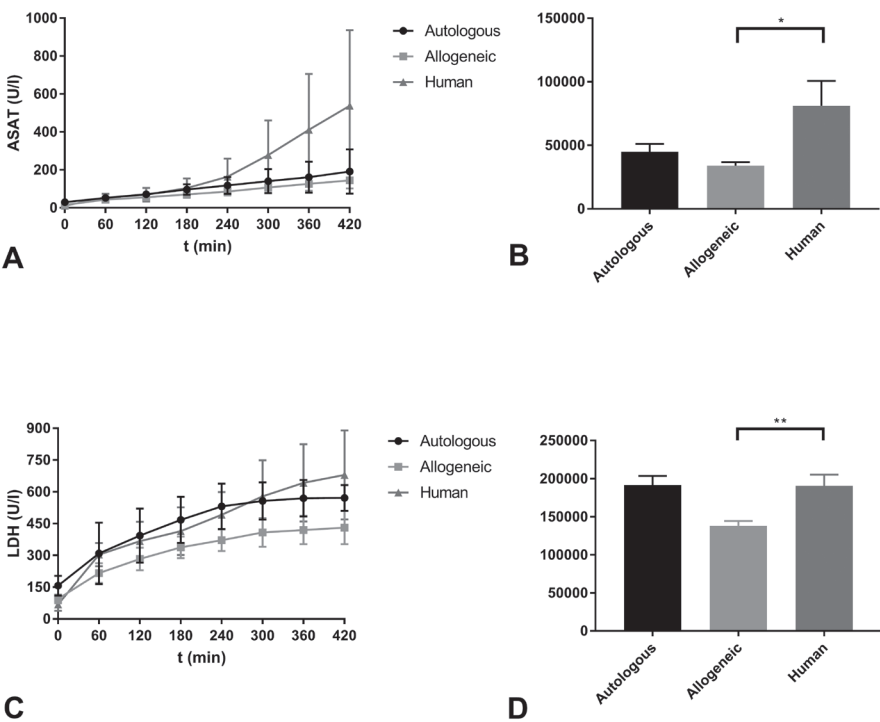 1000
800
600
400
200
0
ASAT (U/l)
0 60 120 180 240 300 360 420
t (min)
Autologous
Allogeneic
Human
A
150000
100000
50000
0
*
Autologous
Allogeneic
Human
B
900
750
600
450
300
150
0
LDH (U/l)
0 60 120 180 240 300 360 420
t (min)
Autologous
Allogeneic
Human
C
250000
200000
150000
100000
50000
0
**
Autologous
Allogeneic
Human
D